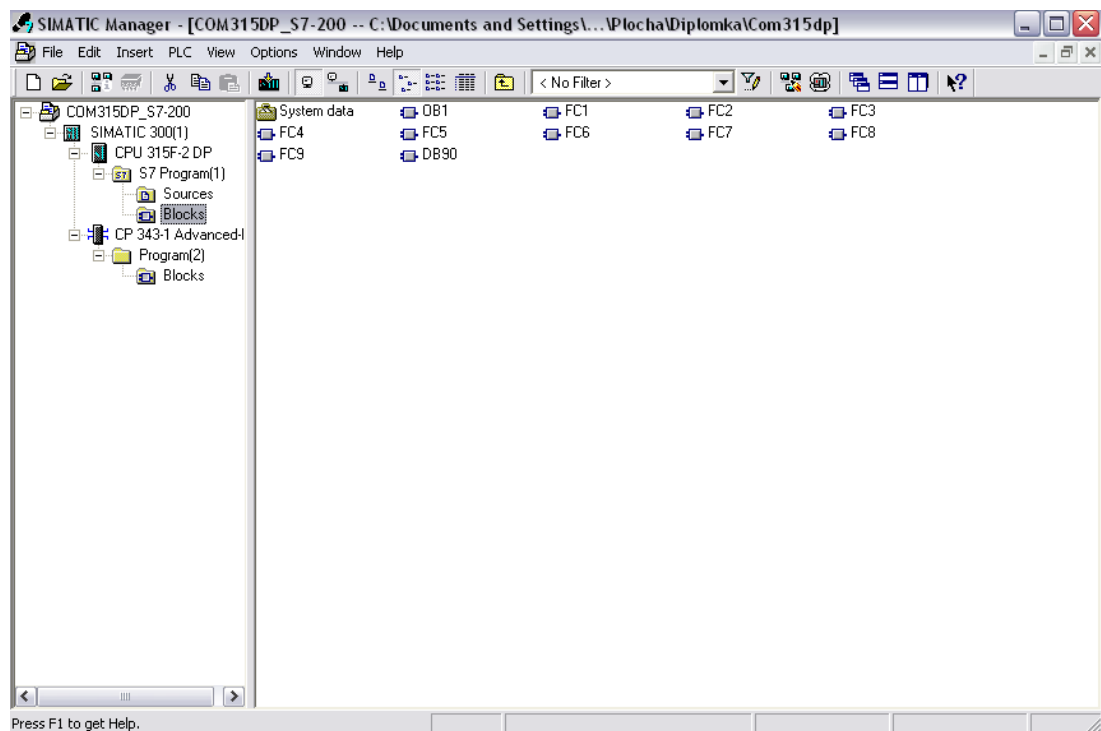 SIMATIC Manager - [COM315DP_S7-200 -- C:\Documents and Settings\...\Plocha\Diplomka\Com315dp]
File Edit Insert PLC View Options Window Help
< No Filter >
COM315DP_S7-200
SIMATIC 300(1)
CPU 315F-2 DP
S7 Program(1)
Sources
Blocks
CP 343-1 Advanced-I
Program(2)
Blocks
System data OB1 FC1 FC2 FC3
FC4 FC5 FC6 FC7 FC8
FC9 DB90
Press F1 to get Help.